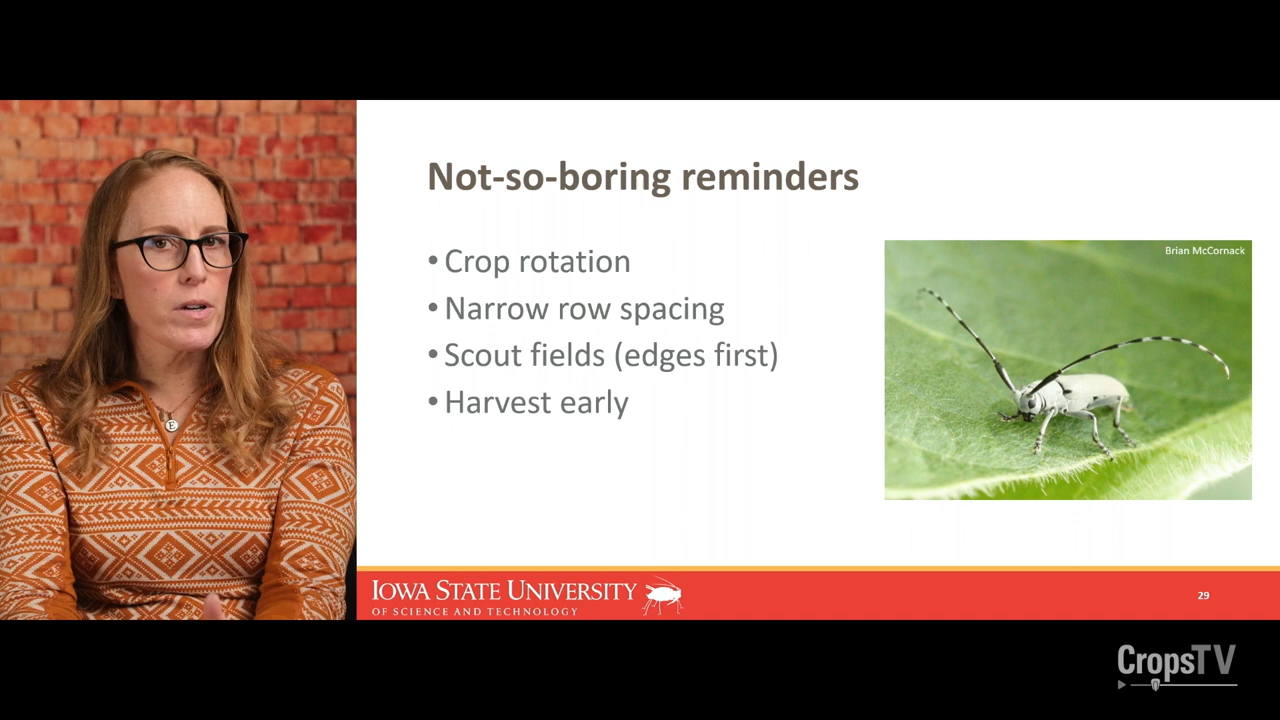 Not-so-boring reminders
• Crop rotation
• Narrow row spacing
• Scout fields (edges first)
• Harvest early
Brian McCornack
E
IOWA STATE UNIVERSITY
OF SCIENCE AND TECHNOLOGY
29
CropsTV